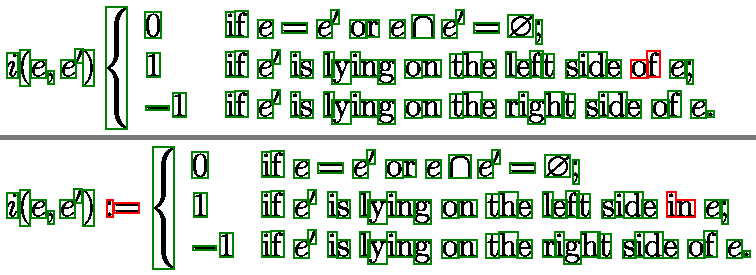 0 if e = e′ or e ∩ e′ = ∅;
i(e, e′) { 1 if e′ is lying on the left side of e;
−1 if e′ is lying on the right side of e.
0 if e = e′ or e ∩ e′ = ∅;
i(e, e′) := { 1 if e′ is lying on the left side in e;
−1 if e′ is lying on the right side of e.